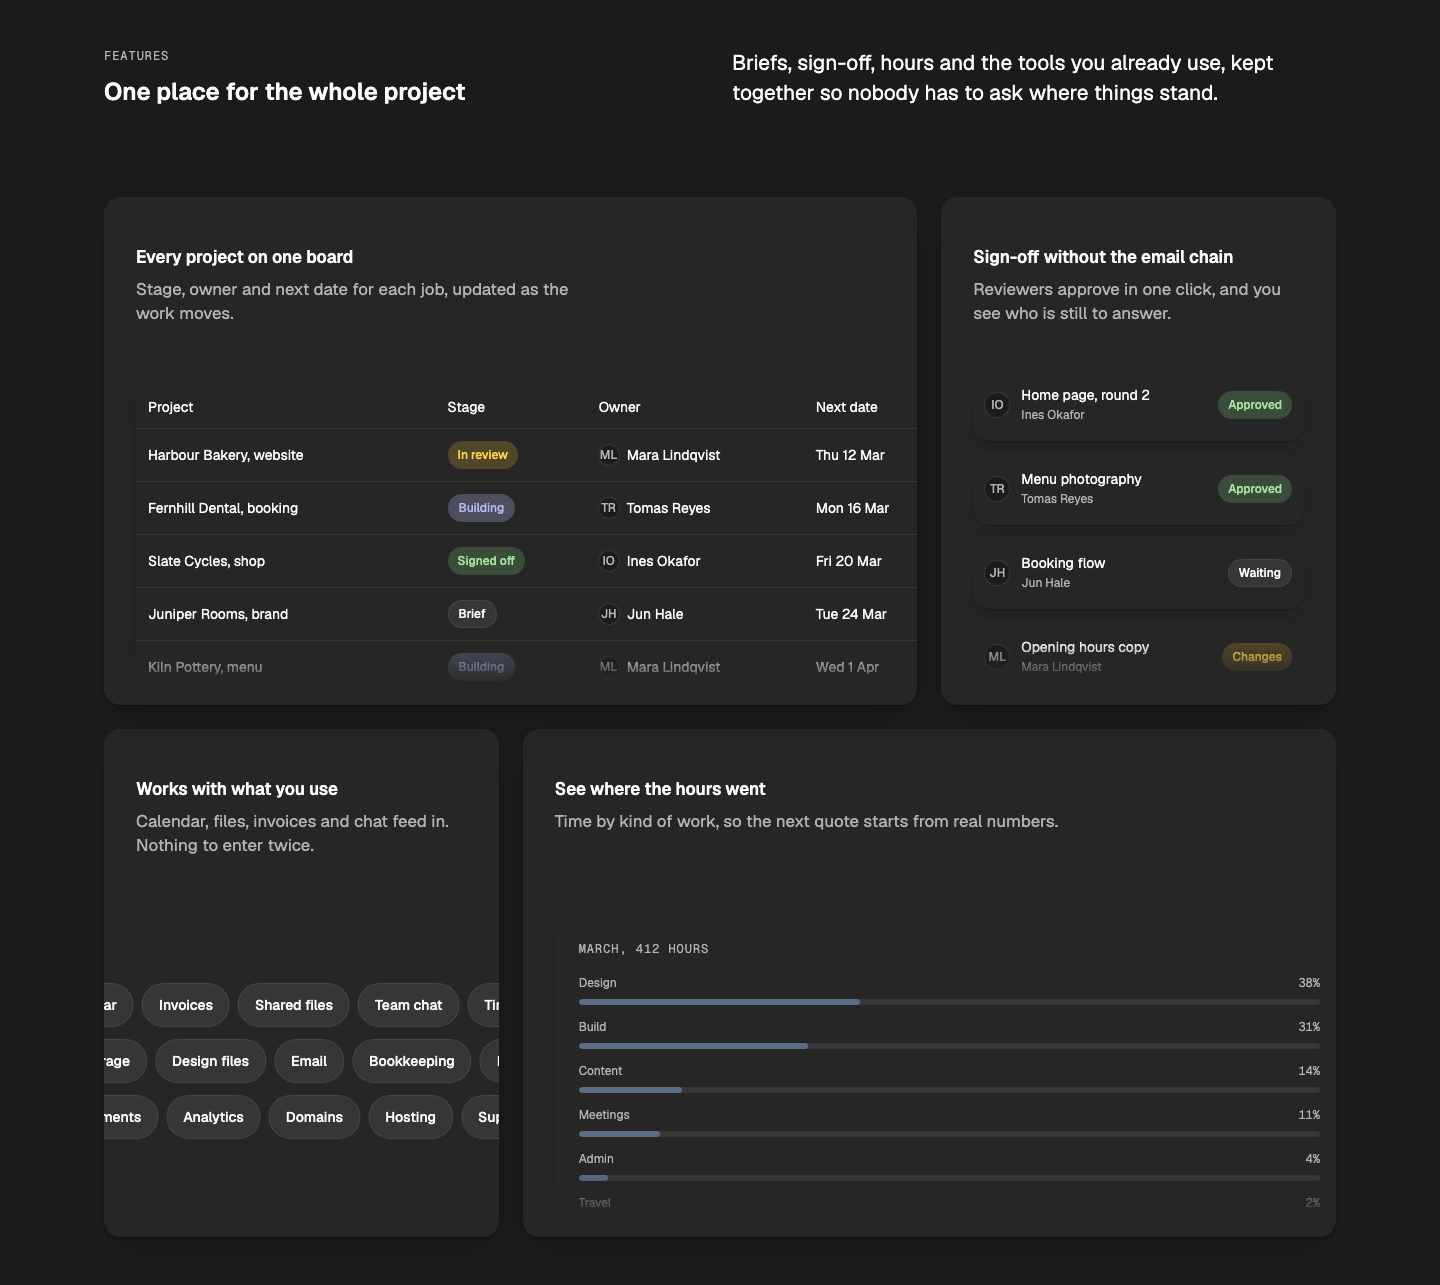 FEATURES
One place for the whole project
Briefs, sign-off, hours and the tools you already use, kept
together so nobody has to ask where things stand.
Every project on one board
Stage, owner and next date for each job, updated as the
work moves.
Project Stage Owner Next date
Harbour Bakery, website In review ML Mara Lindqvist Thu 12 Mar
Fernhill Dental, booking Building TR Tomas Reyes Mon 16 Mar
Slate Cycles, shop Signed off IO Ines Okafor Fri 20 Mar
Juniper Rooms, brand Brief JH Jun Hale Tue 24 Mar
Kiln Pottery, menu Building ML Mara Lindqvist Wed 1 Apr
Sign-off without the email chain
Reviewers approve in one click, and you
see who is still to answer.
IO Home page, round 2 Approved
Ines Okafor
TR Menu photography Approved
Tomas Reyes
JH Booking flow Waiting
Jun Hale
ML Opening hours copy Changes
Mara Lindqvist
Works with what you use
Calendar, files, invoices and chat feed in.
Nothing to enter twice.
Invoices Shared files Team chat
Design files Email Bookkeeping
Analytics Domains Hosting
See where the hours went
Time by kind of work, so the next quote starts from real numbers.
MARCH, 412 HOURS
Design 38%
Build 31%
Content 14%
Meetings 11%
Admin 4%
Travel 2%